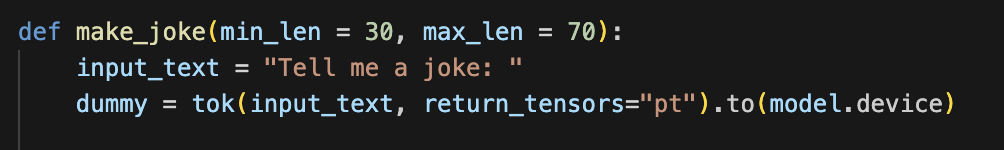 def make_joke(min_len = 30, max_len = 70):
    input_text = "Tell me a joke: "
    dummy = tok(input_text, return_tensors="pt").to(model.device)